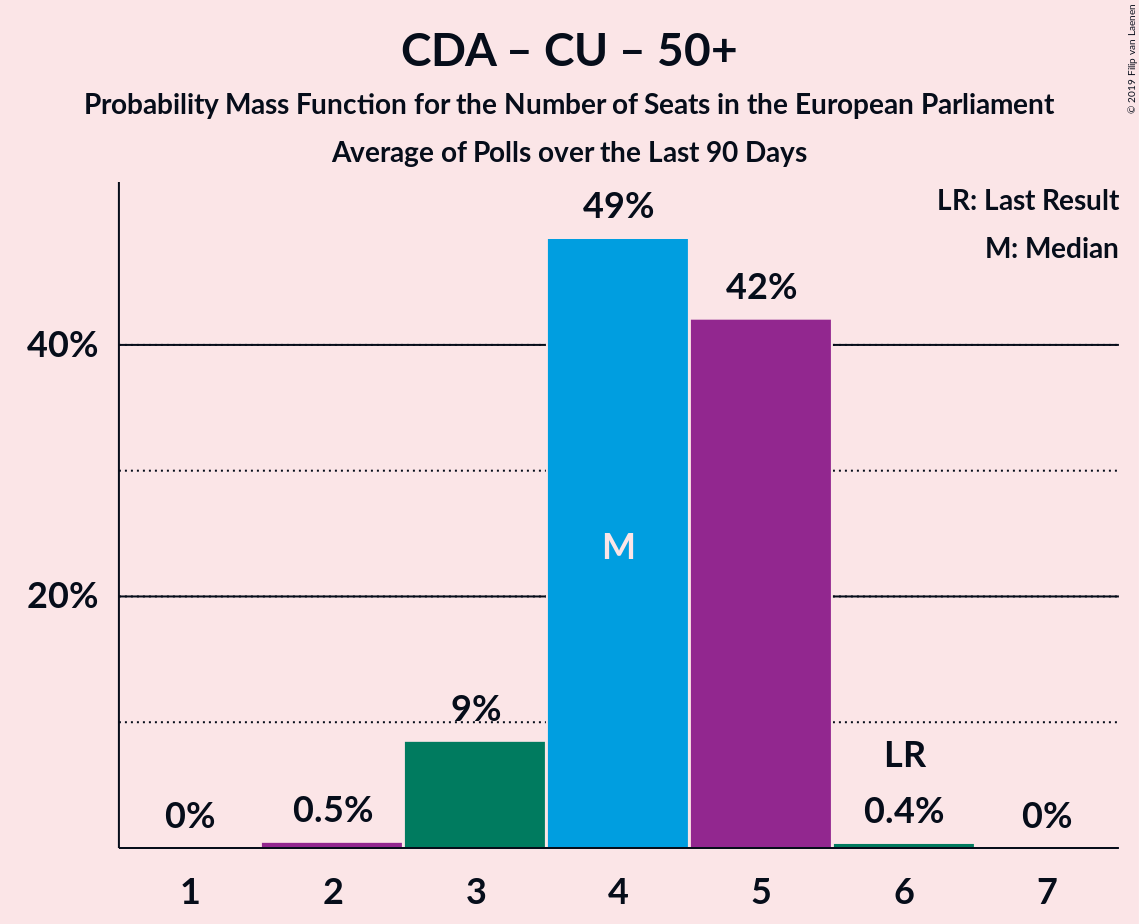 CDA – CU – 50+
Probability Mass Function for the Number of Seats in the European Parliament
Average of Polls over the Last 90 Days
© 2019 Filip van Laenen
LR: Last Result
M: Median
49%
42%
40%
M
20%
9%
LR
0%
0.5%
0.4%
0%
1
2
3
4
5
6
7